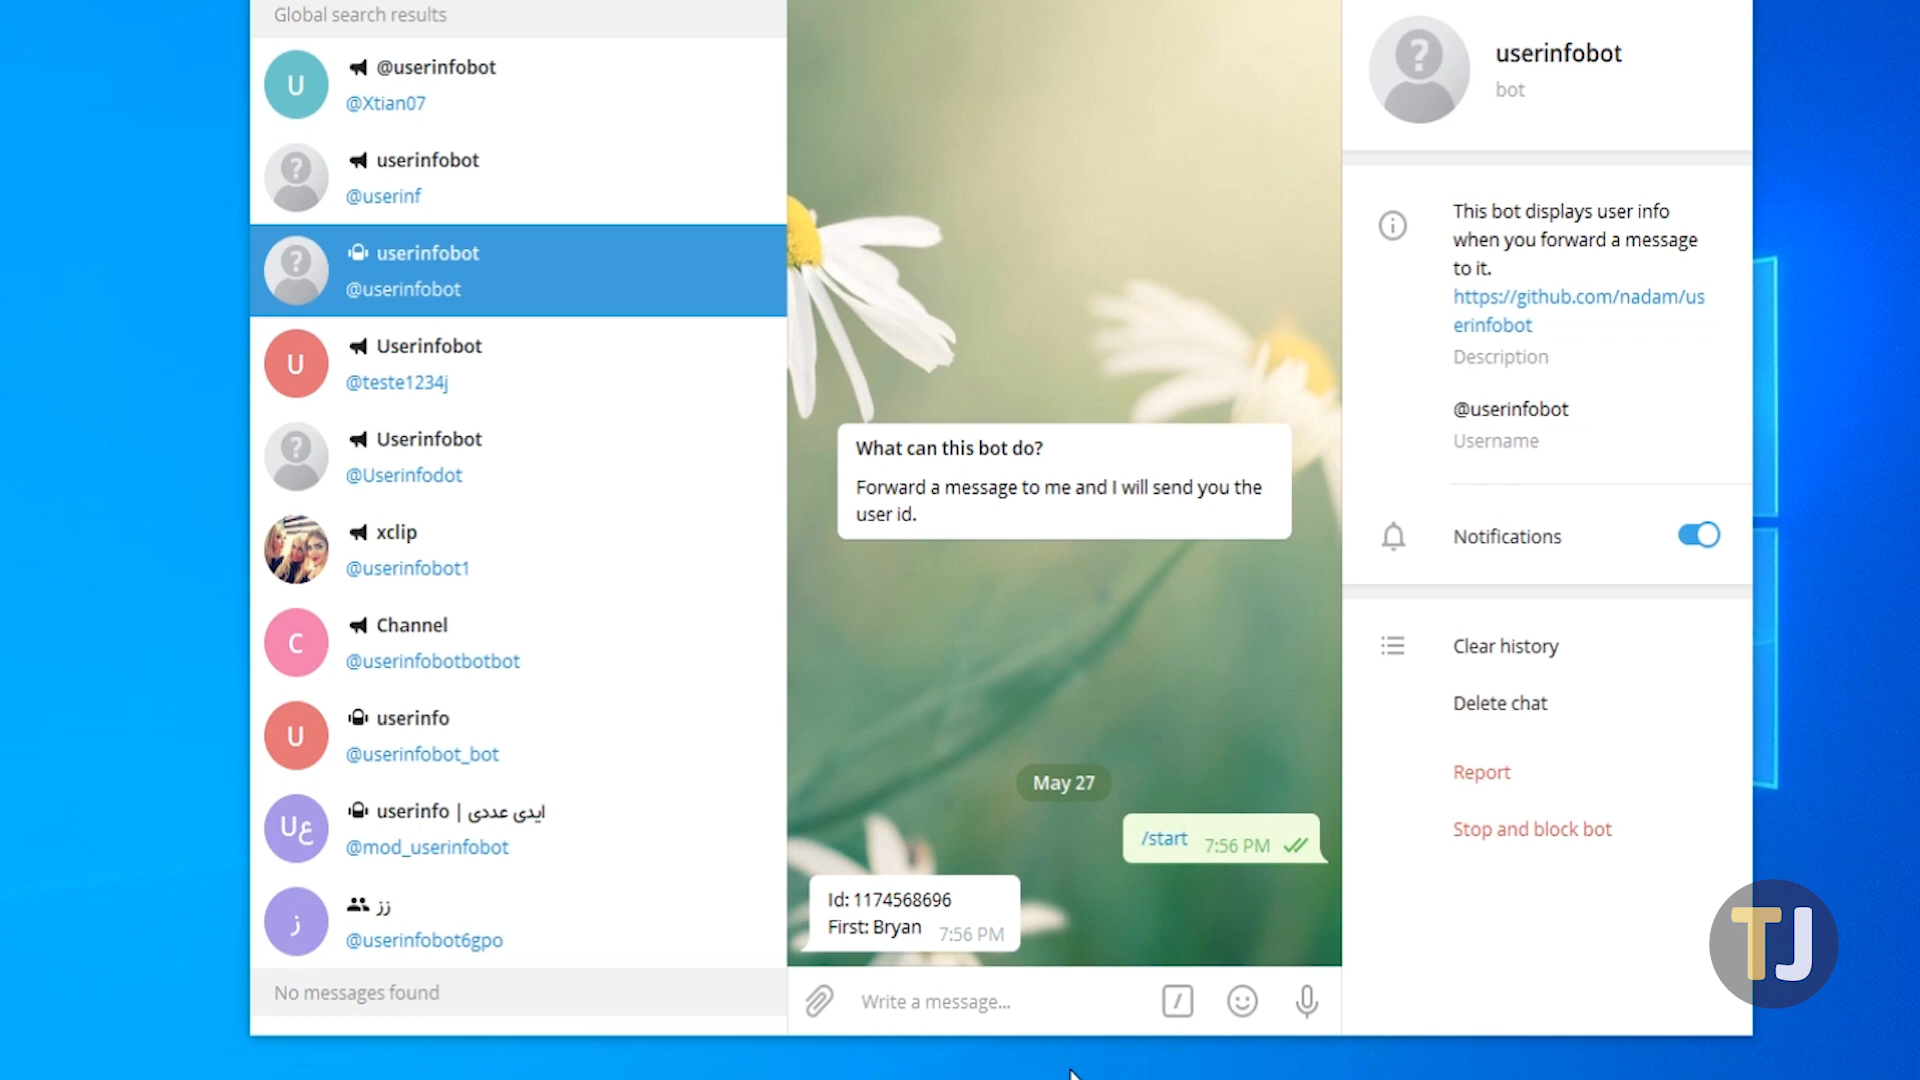 Global search results
U
@userinfobot
@Xtian07
userinfobot
@userinf
userinfobot
@userinfobot
U
Userinfobot
@teste1234j
Userinfobot
@Userinfodot
xclip
@userinfobot1
C
Channel
@userinfobotbotbot
U
userinfo
@userinfobot_bot
Uع
userinfo | ایدی عددی
@mod_userinfobot
ز
زز
@userinfobot6gpo
No messages found
What can this bot do?
Forward a message to me and I will send you the
user id.
May 27
/start 7:56 PM
Id: 1174568696
First: Bryan 7:56 PM
Write a message...
userinfobot
bot
This bot displays user info
when you forward a message
to it.
https://github.com/nadam/us
erinfobot
Description
@userinfobot
Username
Notifications
Clear history
Delete chat
Report
Stop and block bot
TJ